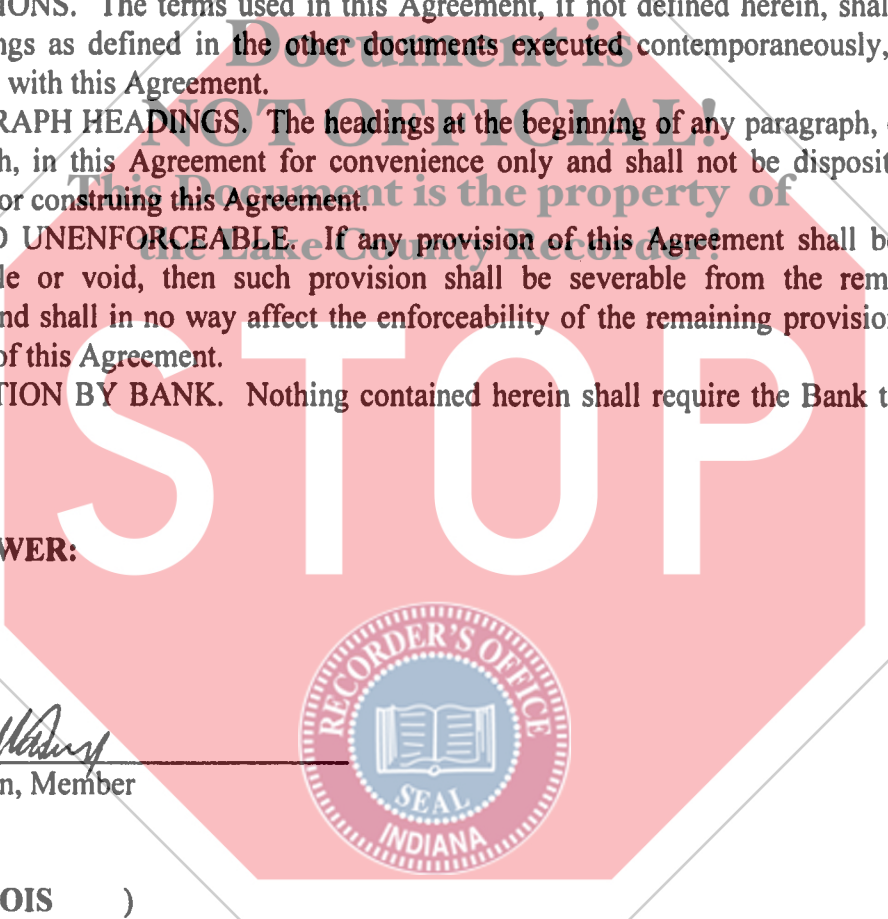 IONS. The terms used in this Agreement, if not defined herein, shal
Document is
ngs as defined in the other documents executed contemporaneously,
with this Agreement.
NOT OFFICIAL!
RAPH HEADINGS. The headings at the beginning of any paragraph,
h, in this Agreement for convenience only and shall not be disposit
This Document is the property of
or construing this Agreement.
the Lake County Recorder!
D UNENFORCEABLE. If any provision of this Agreement shall b
le or void, then such provision shall be severable from the rem
nd shall in no way affect the enforceability of the remaining provision
of this Agreement.
TION BY BANK. Nothing contained herein shall require the Bank t
STOP
WER:
RECORDER'S OFFICE
SEAL
INDIANA
n, Member
OIS )